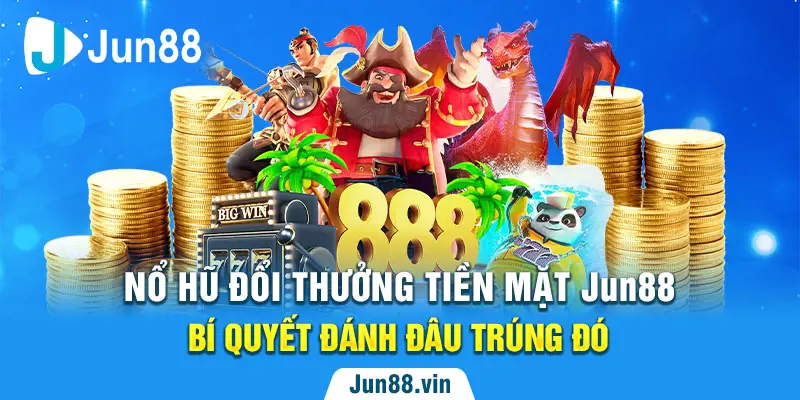 Jun88
BIG WIN
777
888
NỔ HŨ ĐỔI THƯỞNG TIỀN MẶT Jun88
BÍ QUYẾT ĐÁNH ĐÂU TRÚNG ĐÓ
Jun88.vin